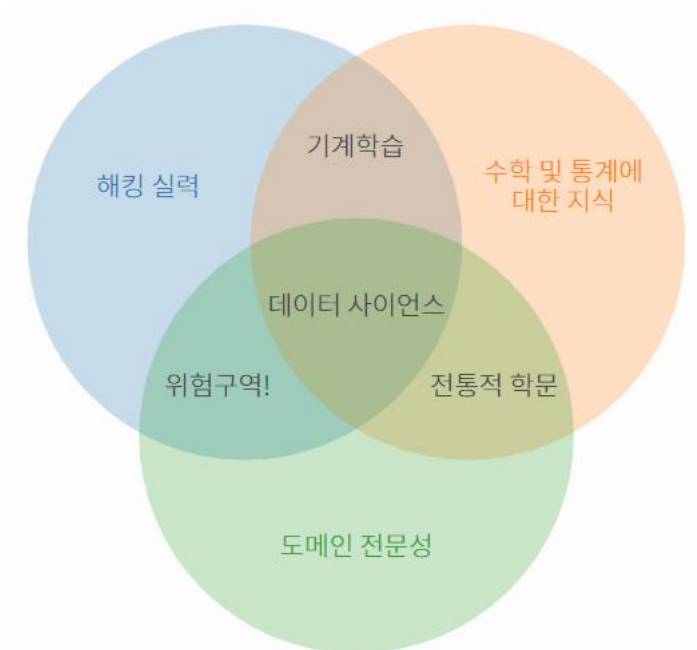 기계학습
해킹 실력
수학 및 통계에
대한 지식
데이터 사이언스
위험구역!
전통적 학문
도메인 전문성